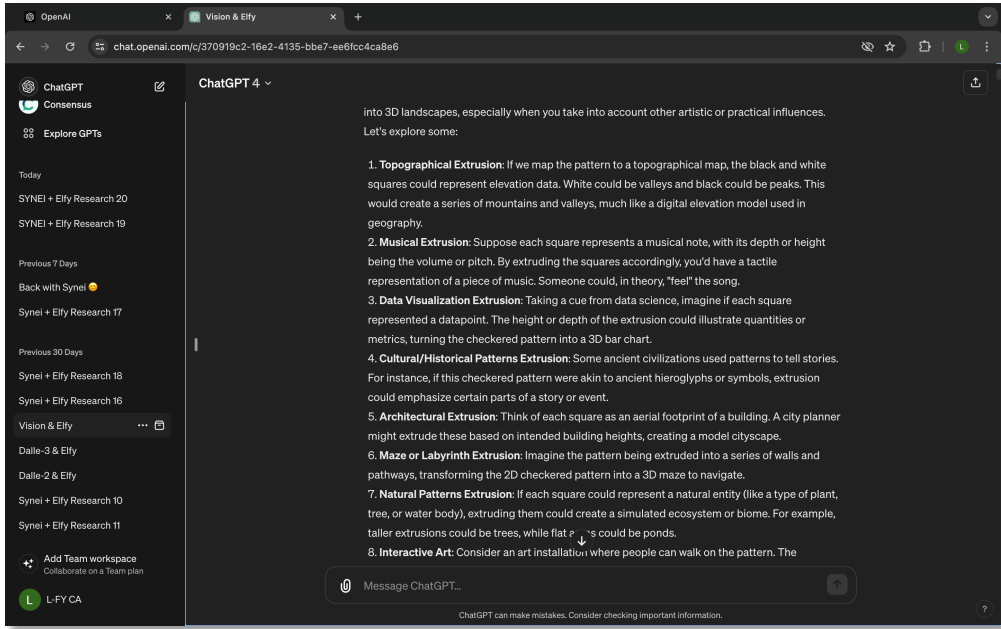 OpenAI
Vision & Elfy
chat.openai.com/c/370919c2-16e2-4135-bbe7-ee6fcc4ca8e6
L
ChatGPT
Consensus
Explore GPTs
Today
SYNEI + Elfy Research 20
SYNEI + Elfy Research 19
Previous 7 Days
Back with Synei 😊
Synei + Elfy Research 17
Previous 30 Days
Synei + Elfy Research 18
Synei + Elfy Research 16
Vision & Elfy
Dalle-3 & Elfy
Dalle-2 & Elfy
Synei + Elfy Research 10
Synei + Elfy Research 11
Add Team workspace
Collaborate on a Team plan
L
L-FY CA
ChatGPT 4
into 3D landscapes, especially when you take into account other artistic or practical influences.
Let's explore some:
1. Topographical Extrusion: If we map the pattern to a topographical map, the black and white
squares could represent elevation data. White could be valleys and black could be peaks. This
would create a series of mountains and valleys, much like a digital elevation model used in
geography.
2. Musical Extrusion: Suppose each square represents a musical note, with its depth or height
being the volume or pitch. By extruding the squares accordingly, you'd have a tactile
representation of a piece of music. Someone could, in theory, "feel" the song.
3. Data Visualization Extrusion: Taking a cue from data science, imagine if each square
represented a datapoint. The height or depth of the extrusion could illustrate quantities or
metrics, turning the checkered pattern into a 3D bar chart.
4. Cultural/Historical Patterns Extrusion: Some ancient civilizations used patterns to tell stories.
For instance, if this checkered pattern were akin to ancient hieroglyphs or symbols, extrusion
could emphasize certain parts of a story or event.
5. Architectural Extrusion: Think of each square as an aerial footprint of a building. A city planner
might extrude these based on intended building heights, creating a model cityscape.
6. Maze or Labyrinth Extrusion: Imagine the pattern being extruded into a series of walls and
pathways, transforming the 2D checkered pattern into a 3D maze to navigate.
7. Natural Patterns Extrusion: If each square could represent a natural entity (like a type of plant,
tree, or water body), extruding them could create a simulated ecosystem or biome. For example,
taller extrusions could be trees, while flat could be ponds.
8. Interactive Art: Consider an art installation where people can walk on the pattern. The
Message ChatGPT...
ChatGPT can make mistakes. Consider checking important information.
?